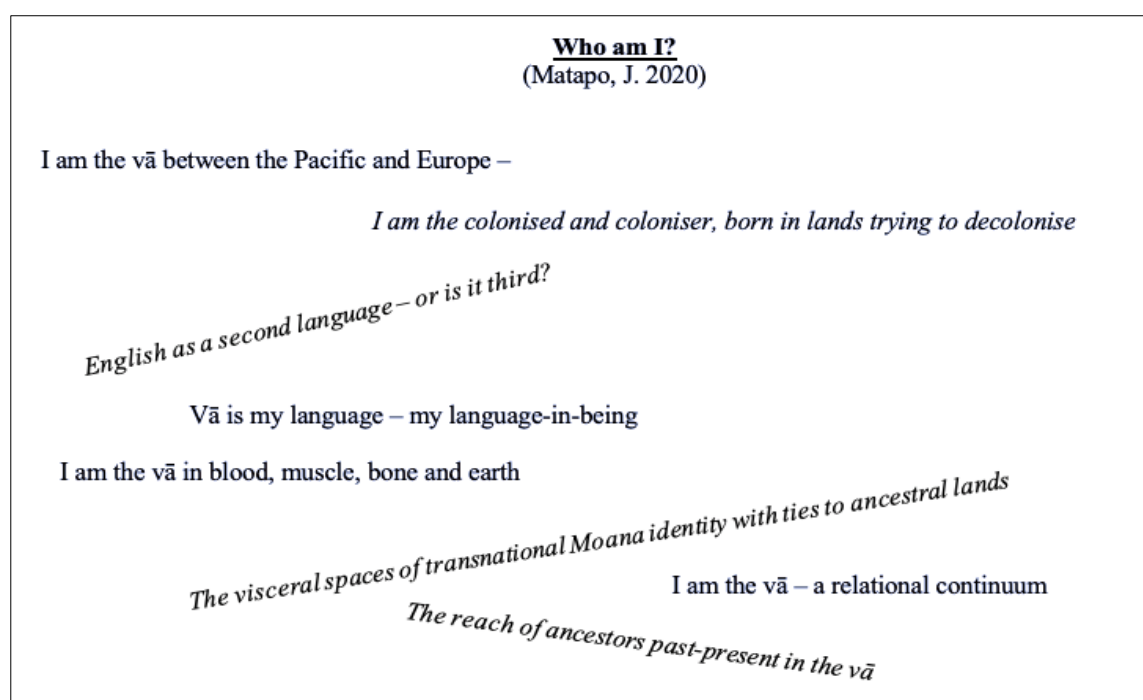 Who am I?
(Matapo, J. 2020)
I am the vā between the Pacific and Europe –
I am the colonised and coloniser, born in lands trying to decolonise
English as a second language – or is it third?
Vā is my language – my language-in-being
I am the vā in blood, muscle, bone and earth
The visceral spaces of transnational Moana identity with ties to ancestral lands
I am the vā – a relational continuum
The reach of ancestors past-present in the vā